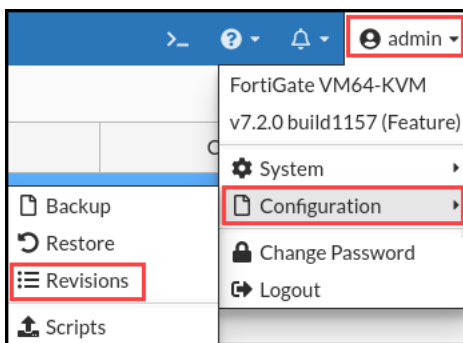 >_
admin
FortiGate VM64-KVM
v7.2.0 build1157 (Feature)
System
Configuration
Change Password
Logout
Backup
Restore
Revisions
Scripts